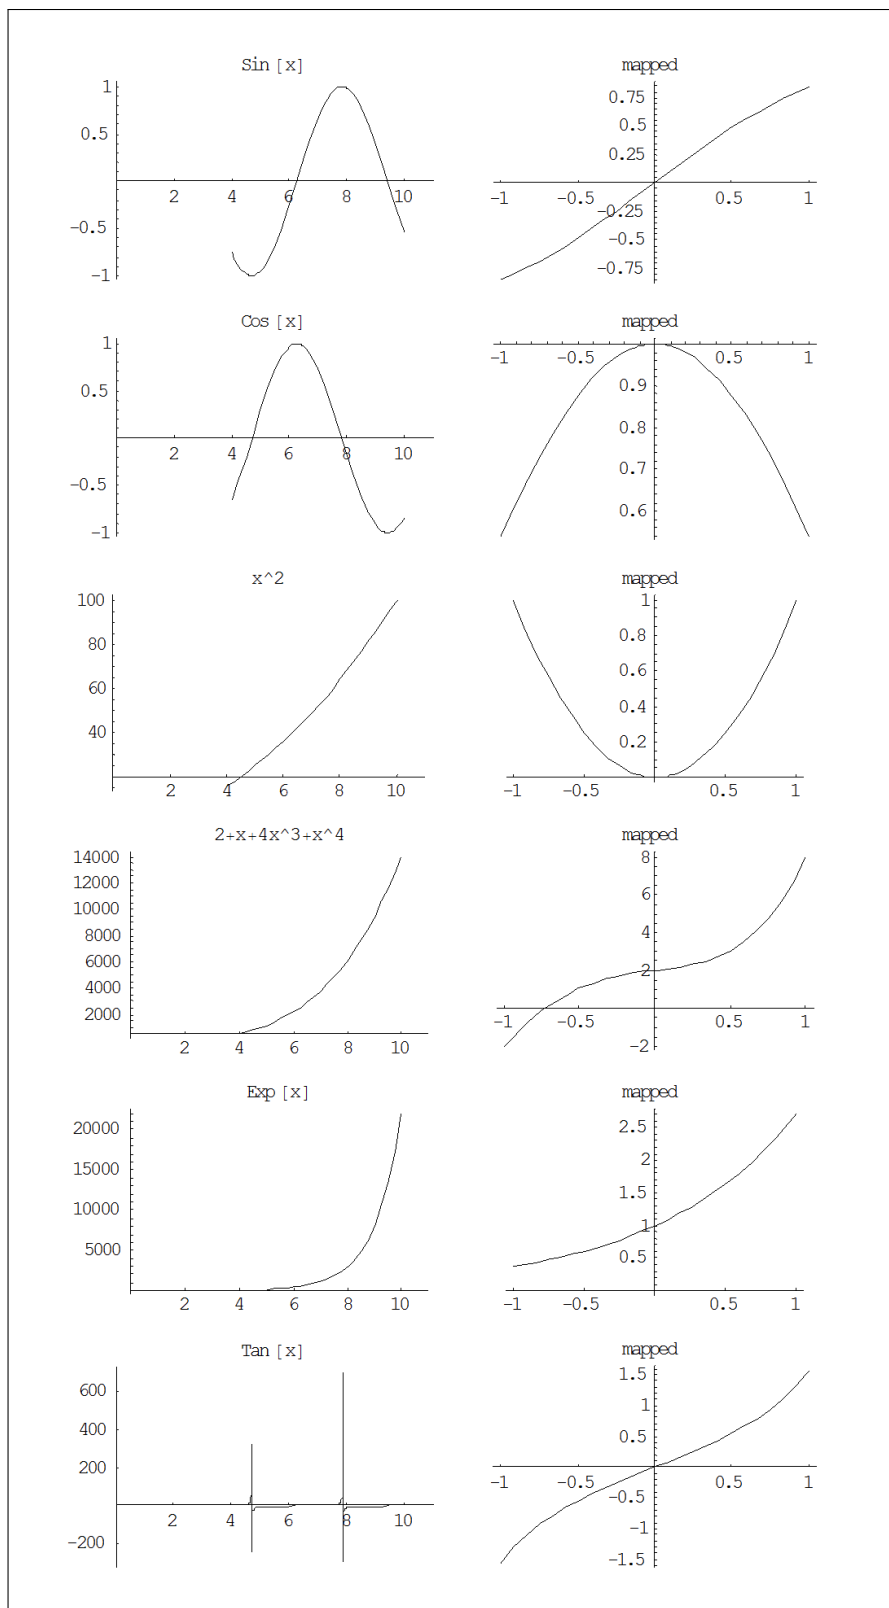 Sin [x]
mapped
1
0.5
-0.5
-1
2 4 6 8 10
0.75
0.5
0.25
-0.25
-0.5
-0.75
-1 -0.5 0.5 1
Cos [x]
mapped
1
0.5
-0.5
-1
2 4 6 8 10
-1 -0.5 0.5 1
0.9
0.8
0.7
0.6
x^2
mapped
100
80
60
40
2 4 6 8 10
1
0.8
0.6
0.4
0.2
-1 -0.5 0.5 1
2+x+4x^3+x^4
mapped
14000
12000
10000
8000
6000
4000
2000
2 4 6 8 10
8
6
4
2
-2
-1 -0.5 0.5 1
Exp [x]
mapped
20000
15000
10000
5000
2 4 6 8 10
2.5
2
1.5
1
0.5
-1 -0.5 0.5 1
Tan [x]
mapped
600
400
200
-200
2 4 6 8 10
1.5
1
0.5
-0.5
-1
-1.5
-1 -0.5 0.5 1